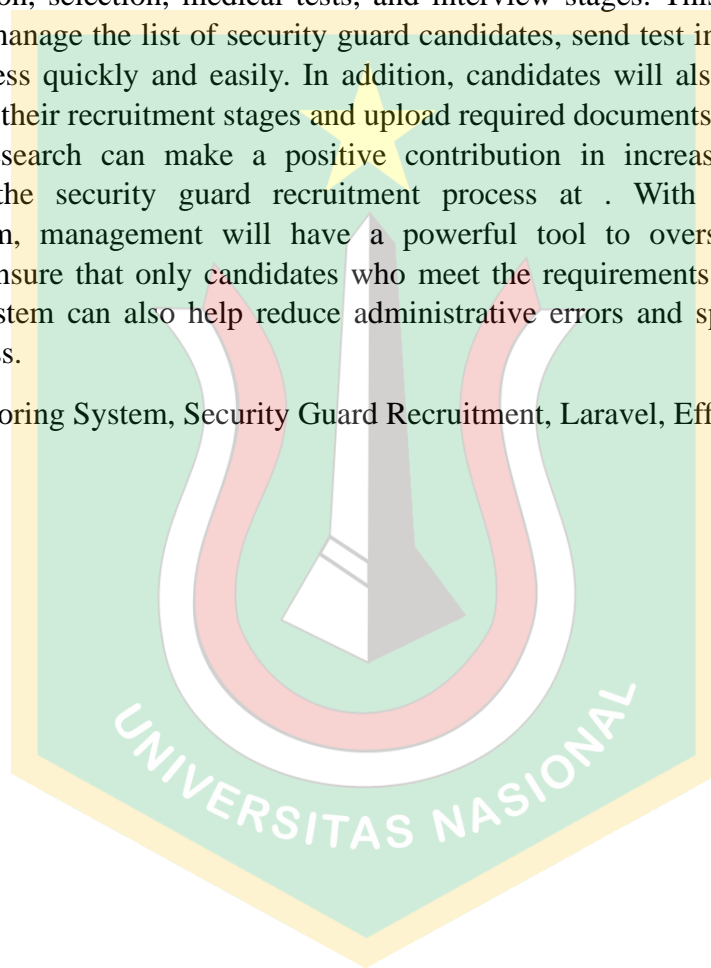 on, selection, medical tests, and interview stages. This
manage the list of security guard candidates, send test in
ess quickly and easily. In addition, candidates will als
their recruitment stages and upload required documents
search can make a positive contribution in increas
the security guard recruitment process at . With
m, management will have a powerful tool to overs
nsure that only candidates who meet the requirements
stem can also help reduce administrative errors and sp
s.
oring System, Security Guard Recruitment, Laravel, Eff
UNIVERSITAS NASIONAL